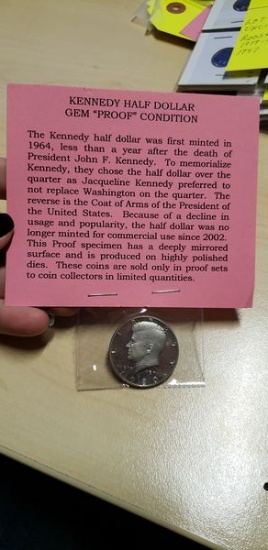 KENNEDY HALF DOLLAR
GEM "PROOF" CONDITION
The Kennedy half dollar was first minted in
1964, less than a year after the death of
President John F. Kennedy. To memorialize
Kennedy, they chose the half dollar over the
quarter as Jacqueline Kennedy preferred to
not replace Washington on the quarter. The
reverse is the Coat of Arms of the President of
the United States. Because of a decline in
usage and popularity, the half dollar was no
longer minted for commercial use since 2002.
This Proof specimen has a deeply mirrored
surface and is produced on highly polished
dies. These coins are sold only in proof sets
to coin collectors in limited quantities.